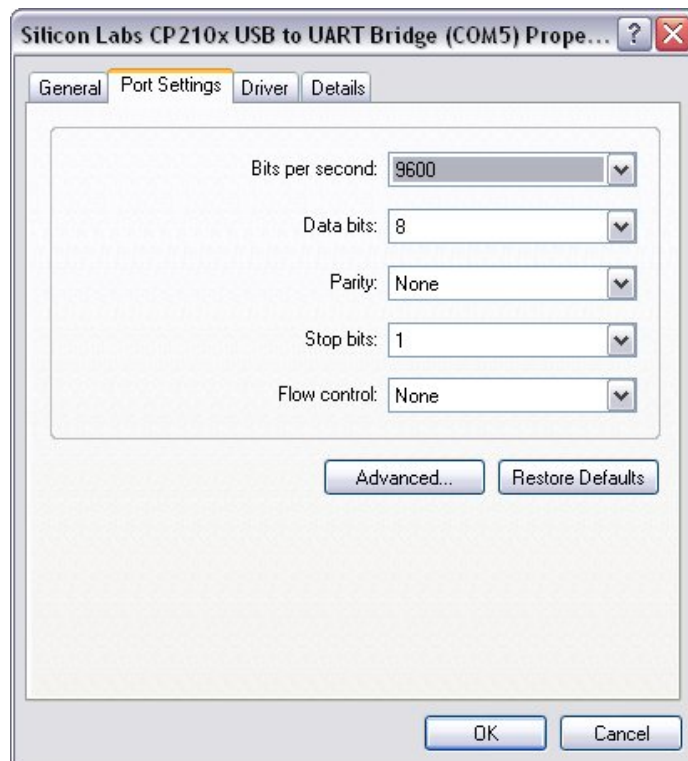 Silicon Labs CP210x USB to UART Bridge (COM5) Prope... ?
General Port Settings Driver Details
Bits per second: 9600
Data bits: 8
Parity: None
Stop bits: 1
Flow control: None
Advanced... Restore Defaults
OK Cancel